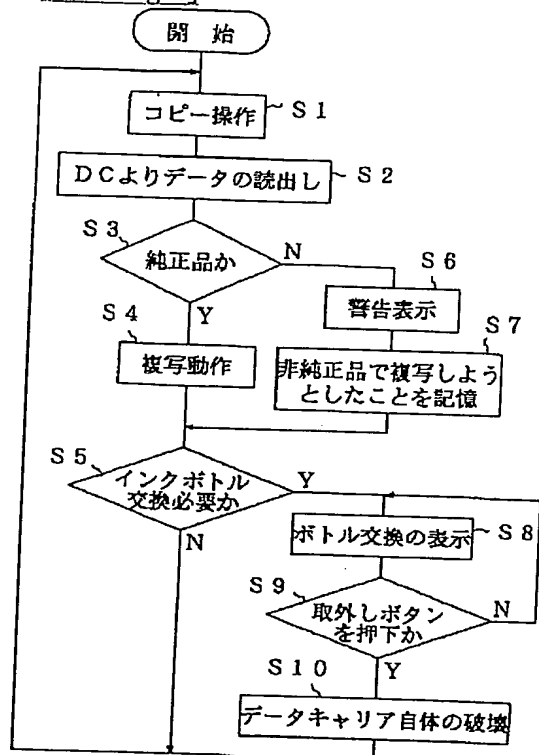 開 始
コピー操作
S1
DCよりデータの読出し
S2
S3
純正品か
N
Y
S6
警告表示
S4
複写動作
S7
非純正品で複写しよう
としたことを記憶
S5
インクボトル
交換必要か
Y
N
ボトル交換の表示
S8
S9
取外しボタン
を押下か
N
Y
S10
データキャリア自体の破壊